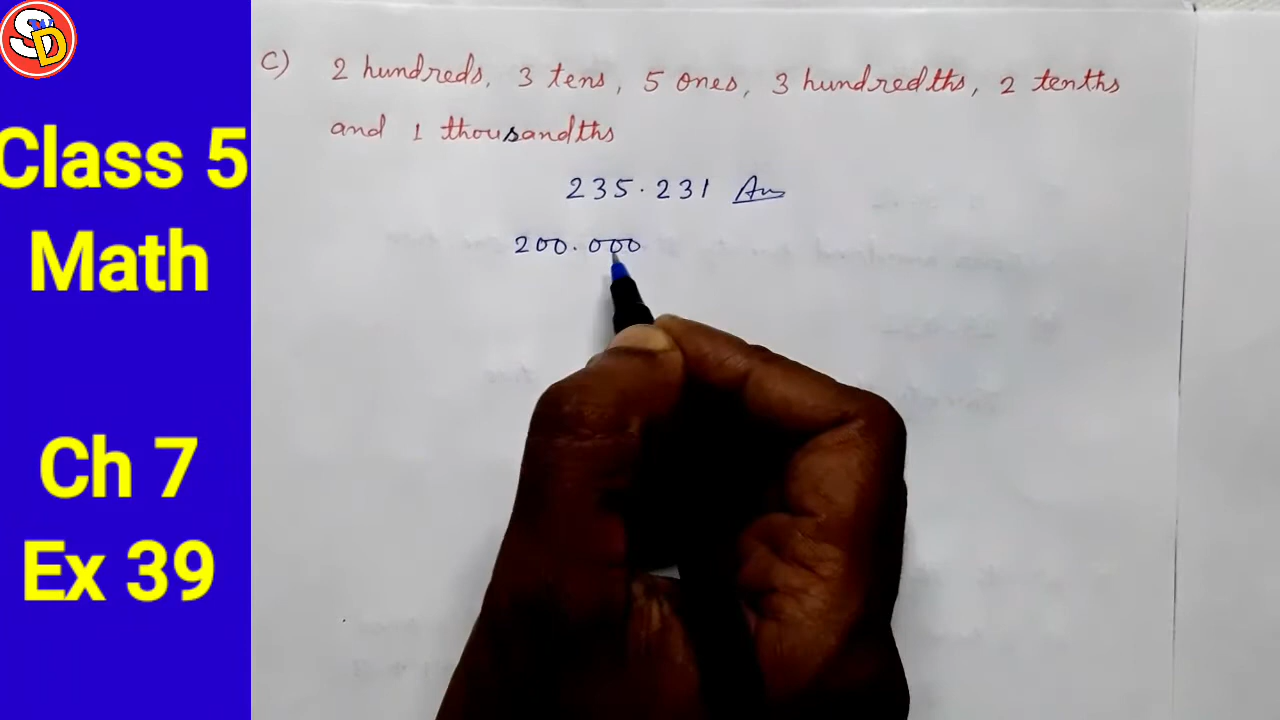 SD
Class 5
Math
Ch 7
Ex 39
C) 2 hundreds, 3 tens, 5 ones, 3 hundredths, 2 tenths
and 1 thousandths
235.231 Ans
200.000